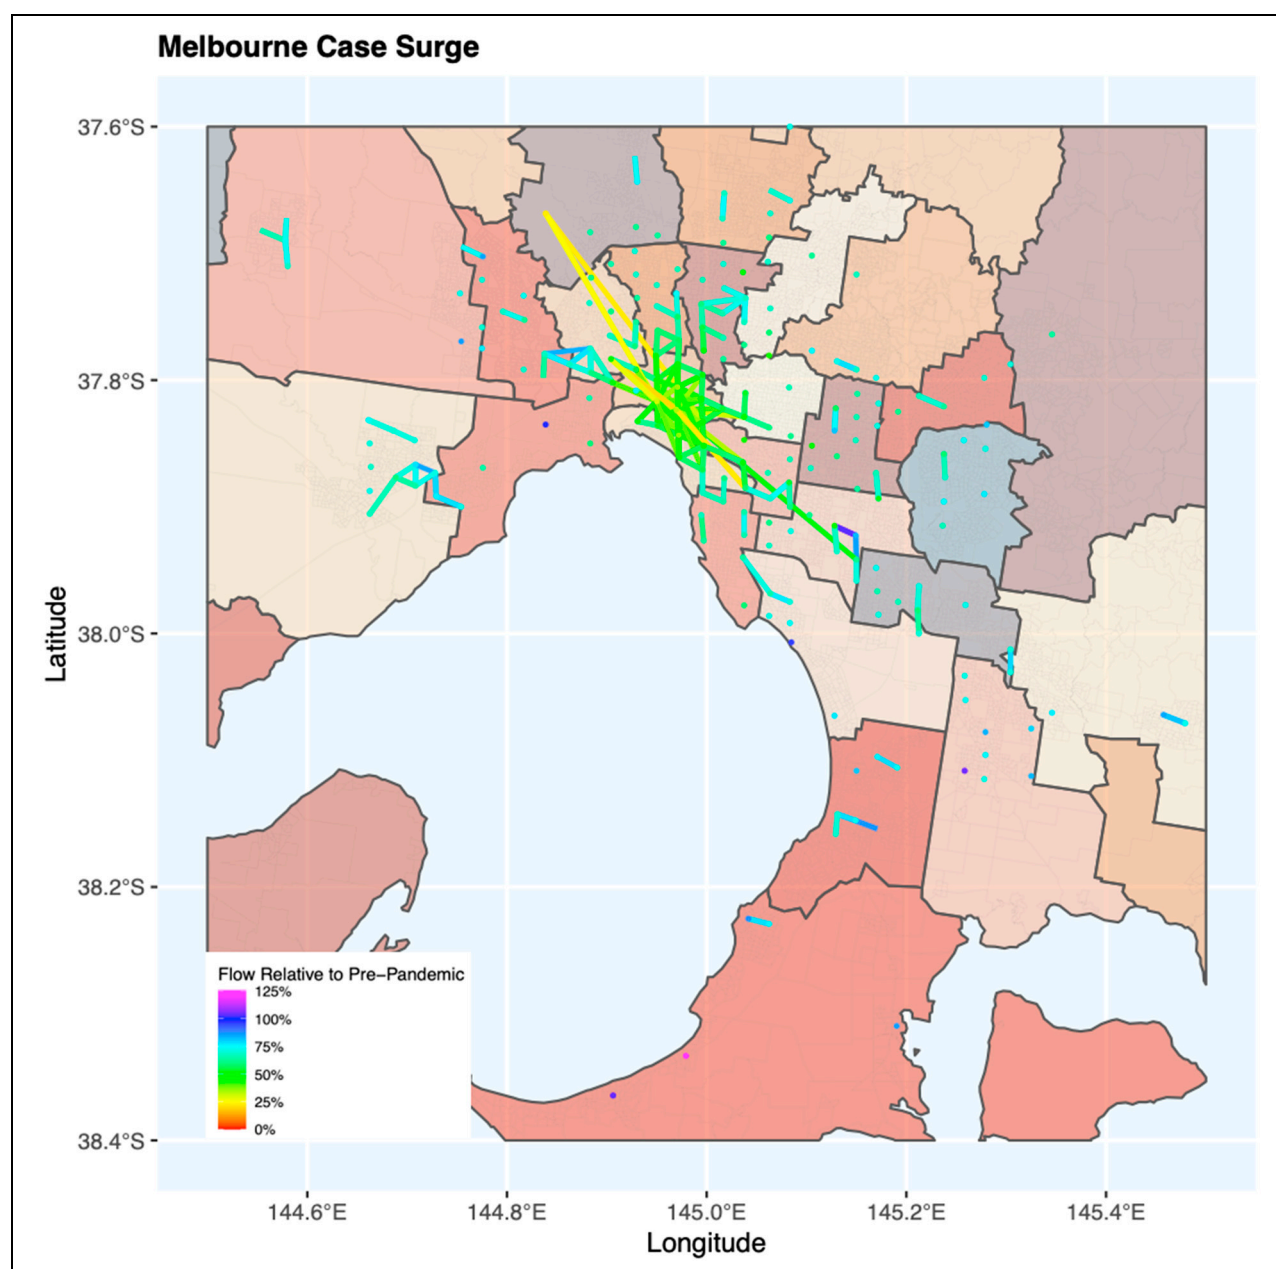 Melbourne Case Surge
37.6°S
37.8°S
38.0°S
38.2°S
38.4°S
Latitude
Flow Relative to Pre−Pandemic
125%
100%
75%
50%
25%
0%
144.6°E 144.8°E 145.0°E 145.2°E 145.4°E
Longitude